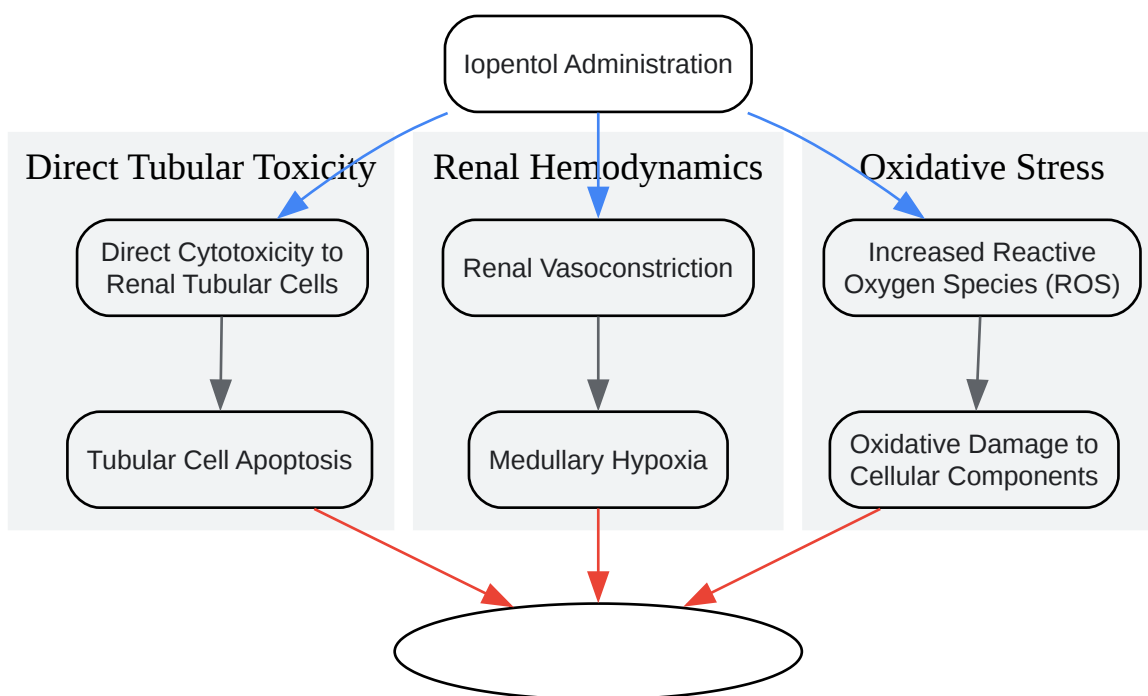 Iopentol Administration
Direct Tubular Toxicity
Renal Hemodynamics
Oxidative Stress
Direct Cytotoxicity to
Renal Tubular Cells
Renal Vasoconstriction
Increased Reactive
Oxygen Species (ROS)
Tubular Cell Apoptosis
Medullary Hypoxia
Oxidative Damage to
Cellular Components